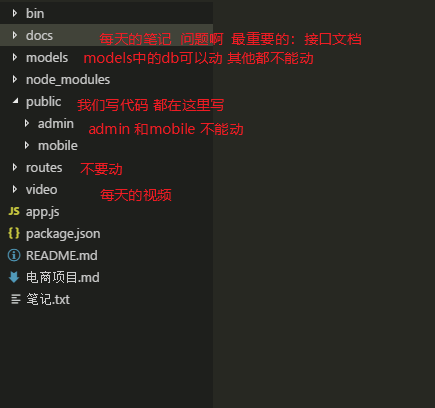 bin
docs 每天的笔记 问题啊 最重要的：接口文档
models models中的db可以动 其他都不能动
node_modules
public 我们写代码 都在这里写
admin admin 和mobile 不能动
mobile
routes 不要动
video 每天的视频
JS app.js
{} package.json
README.md
电商项目.md
笔记.txt